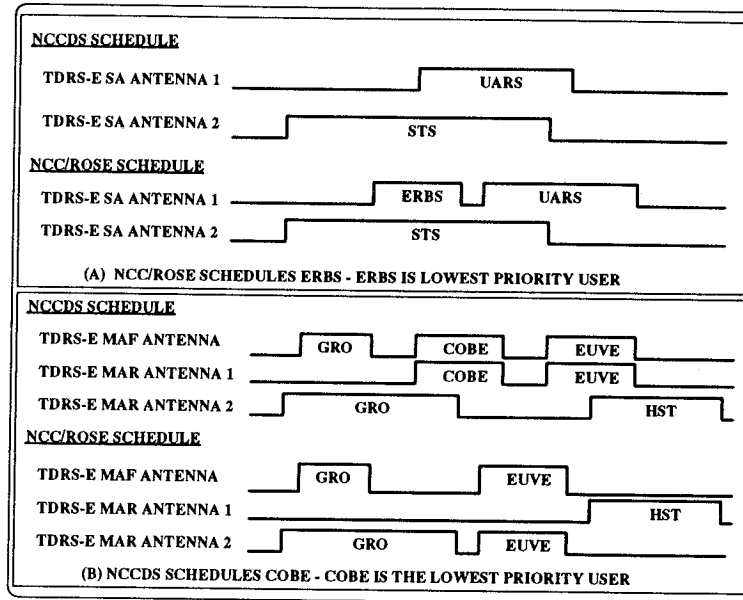 NCCDS SCHEDULE
TDRS-E SA ANTENNA 1 UARS
TDRS-E SA ANTENNA 2 STS
NCC/ROSE SCHEDULE
TDRS-E SA ANTENNA 1 ERBS UARS
TDRS-E SA ANTENNA 2 STS
(A) NCC/ROSE SCHEDULES ERBS - ERBS IS LOWEST PRIORITY USER
NCCDS SCHEDULE
TDRS-E MAF ANTENNA GRO COBE EUVE
TDRS-E MAR ANTENNA 1 COBE EUVE
TDRS-E MAR ANTENNA 2 GRO HST
NCC/ROSE SCHEDULE
TDRS-E MAF ANTENNA GRO EUVE
TDRS-E MAR ANTENNA 1 HST
TDRS-E MAR ANTENNA 2 GRO EUVE
(B) NCCDS SCHEDULES COBE - COBE IS THE LOWEST PRIORITY USER